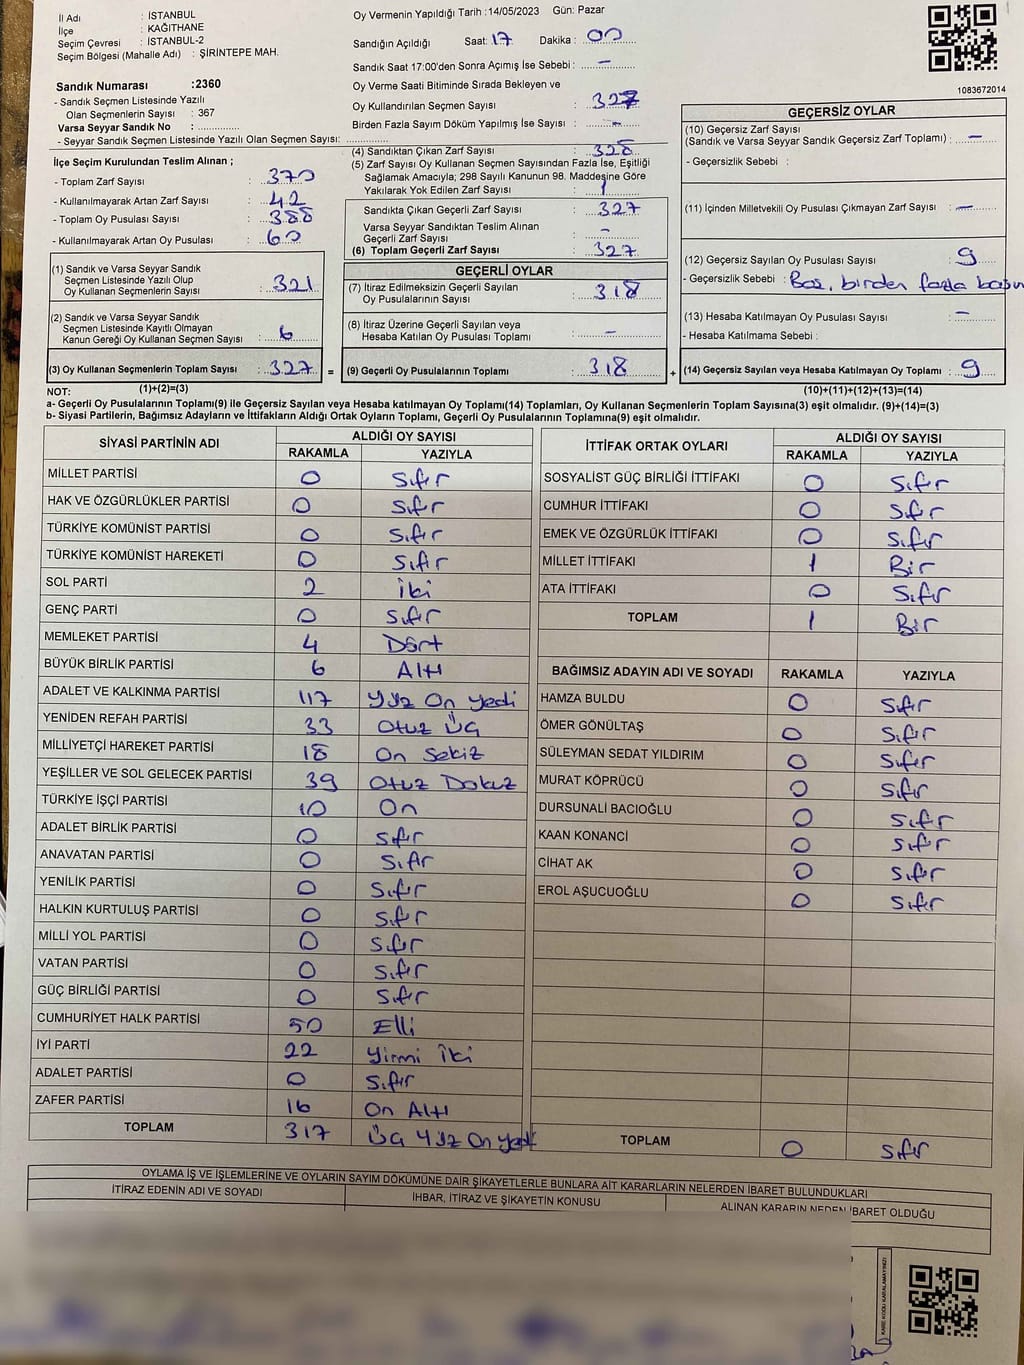 İl Adı : İSTANBUL
İlçe : KAĞITHANE
Seçim Çevresi : İSTANBUL-2
Seçim Bölgesi (Mahalle Adı) : ŞİRİNTEPE MAH.
Oy Vermenin Yapıldığı Tarih :14/05/2023 Gün: Pazar
Sandığın Açıldığı Saat: 17 Dakika : 00
Sandık Saat 17:00'den Sonra Açımış İse Sebebi : -
Sandık Numarası :2360
- Sandık Seçmen Listesinde Yazılı
Olan Seçmenlerin Sayısı : 367
Varsa Seyyar Sandık No :
- Seyyar Sandık Seçmen Listesinde Yazılı Olan Seçmen Sayısı:
Oy Verme Saati Bitiminde Sırada Bekleyen ve
Oy Kullandırılan Seçmen Sayısı : 327
Birden Fazla Sayım Döküm Yapılmış İse Sayısı : -
1083672014
İlçe Seçim Kurulundan Teslim Alınan ;
- Toplam Zarf Sayısı : 370
- Kullanılmayarak Artan Zarf Sayısı : 42
- Toplam Oy Pusulası Sayısı : 388
- Kullanılmayarak Artan Oy Pusulası : 60
(4) Sandıktan Çıkan Zarf Sayısı : 328
(5) Zarf Sayısı Oy Kullanan Seçmen Sayısından Fazla İse, Eşitliği
Sağlamak Amacıyla; 298 Sayılı Kanunun 98. Maddesine Göre
Yakılarak Yok Edilen Zarf Sayısı : 1
Sandıkta Çıkan Geçerli Zarf Sayısı : 327
Varsa Seyyar Sandıktan Teslim Alınan
Geçerli Zarf Sayısı : -
(6) Toplam Geçerli Zarf Sayısı : 327
GEÇERSİZ OYLAR
(10) Geçersiz Zarf Sayısı
(Sandık ve Varsa Seyyar Sandık Geçersiz Zarf Toplamı) : -
- Geçersizlik Sebebi :
(11) İçinden Milletvekili Oy Pusulası Çıkmayan Zarf Sayısı : -
(12) Geçersiz Sayılan Oy Pusulası Sayısı : 9
- Geçersizlik Sebebi : Boz, birden fazla
(13) Hesaba Katılmayan Oy Pusulası Sayısı : -
- Hesaba Katılmama Sebebi :
(1) Sandık ve Varsa Seyyar Sandık
Seçmen Listesinde Yazılı Olup
Oy Kullanan Seçmenlerin Sayısı : 321
(2) Sandık ve Varsa Seyyar Sandık
Seçmen Listesinde Kayıtlı Olmayan
Kanun Gereği Oy Kullanan Seçmen Sayısı : 6
GEÇERLİ OYLAR
(7) İtiraz Edilmeksizin Geçerli Sayılan
Oy Pusulalarının Sayısı : 318
(8) İtiraz Üzerine Geçerli Sayılan veya
Hesaba Katılan Oy Pusulası Toplamı : -
(3) Oy Kullanan Seçmenlerin Toplam Sayısı : 327 = (9) Geçerli Oy Pusulalarının Toplamı : 318 + (14) Geçersiz Sayılan veya Hesaba Katılmayan Oy Toplamı : 9
NOT: (1)+(2)=(3) (10)+(11)+(12)+(13)=(14)
a- Geçerli Oy Pusulalarının Toplamı(9) ile Geçersiz Sayılan veya Hesaba Katılmayan Oy Toplamı(14) Toplamları, Oy Kullanan Seçmenlerin Toplam Sayısına(3) eşit olmalıdır. (9)+(14)=(3)
b- Siyasi Partilerin, Bağımsız Adayların ve İttifakların Aldığı Ortak Oyların Toplamı, Geçerli Oy Pusulalarının Toplamına(9) eşit olmalıdır.
SİYASİ PARTİNİN ADI ALDIĞI OY SAYISI
RAKAMLA YAZIYLA
MİLLET PARTİSİ 0 Sıfır
HAK VE ÖZGÜRLÜKLER PARTİSİ 0 Sıfır
TÜRKİYE KOMÜNİST PARTİSİ 0 Sıfır
TÜRKİYE KOMÜNİST HAREKETİ 0 Sıfır
SOL PARTİ 2 İki
GENÇ PARTİ 0 Sıfır
MEMLEKET PARTİSİ 4 Dört
BÜYÜK BİRLİK PARTİSİ 6 Altı
ADALET VE KALKINMA PARTİSİ 117 Yüz On Yedi
YENİDEN REFAH PARTİSİ 33 Otuz Üç
MİLLİYETÇİ HAREKET PARTİSİ 18 On Sekiz
YEŞİLLER VE SOL GELECEK PARTİSİ 39 Otuz Dokuz
TÜRKİYE İŞÇİ PARTİSİ 10 On
ADALET BİRLİK PARTİSİ 0 Sıfır
ANAVATAN PARTİSİ 0 Sıfır
YENİLİK PARTİSİ 0 Sıfır
HALKIN KURTULUŞ PARTİSİ 0 Sıfır
MİLLİ YOL PARTİSİ 0 Sıfır
VATAN PARTİSİ 0 Sıfır
GÜÇ BİRLİĞİ PARTİSİ 0 Sıfır
CUMHURİYET HALK PARTİSİ 50 Elli
İYİ PARTİ 22 Yirmi İki
ADALET PARTİSİ 0 Sıfır
ZAFER PARTİSİ 16 On Altı
TOPLAM 317 Üç Yüz On Yedi
İTTİFAK ORTAK OYLARI ALDIĞI OY SAYISI
RAKAMLA YAZIYLA
SOSYALİST GÜÇ BİRLİĞİ İTTİFAKI 0 Sıfır
CUMHUR İTTİFAKI 0 Sıfır
EMEK VE ÖZGÜRLÜK İTTİFAKI 0 Sıfır
MİLLET İTTİFAKI 1 Bir
ATA İTTİFAKI 0 Sıfır
TOPLAM 1 Bir
BAĞIMSIZ ADAYIN ADI VE SOYADI RAKAMLA YAZIYLA
HAMZA BULDU 0 Sıfır
ÖMER GÖNÜLTAŞ 0 Sıfır
SÜLEYMAN SEDAT YILDIRIM 0 Sıfır
MURAT KÖPRÜCÜ 0 Sıfır
DURSUNALİ BACIOĞLU 0 Sıfır
KAAN KONANCİ 0 Sıfır
CİHAT AK 0 Sıfır
EROL AŞUCUOĞLU 0 Sıfır
TOPLAM 0 Sıfır
OYLAMA İŞ VE İŞLEMLERİNE VE OYLARIN SAYIM DÖKÜMÜNE DAİR ŞİKAYETLERLE BUNLARA AİT KARARLARIN NELERDEN İBARET BULUNDUKLARI
İTİRAZ EDENİN ADI VE SOYADI İHBAR, İTİRAZ VE ŞİKAYETİN KONUSU ALINAN KARARIN NEDEN İBARET OLDUĞU
KARE KODU KARALAMAYINIZ!